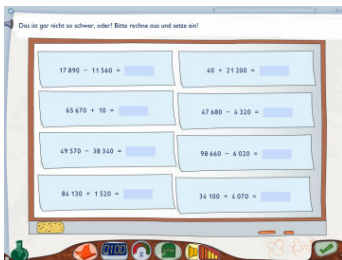 Das ist gar nicht so schwer, oder? Bitte rechne aus und setze ein!
17 890 - 11 560 =
40 + 21 200 =
65 670 + 10 =
47 680 - 4 320 =
49 570 - 38 340 =
98 660 - 6 020 =
84 130 + 1 520 =
34 100 + 4 070 =